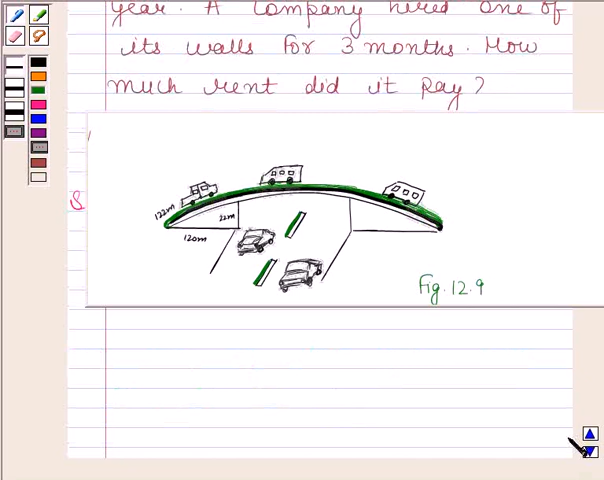 year. A company hired one of
its walls for 3 months. How
much rent did it pay?
122m
22m
120m
Fig. 12.9